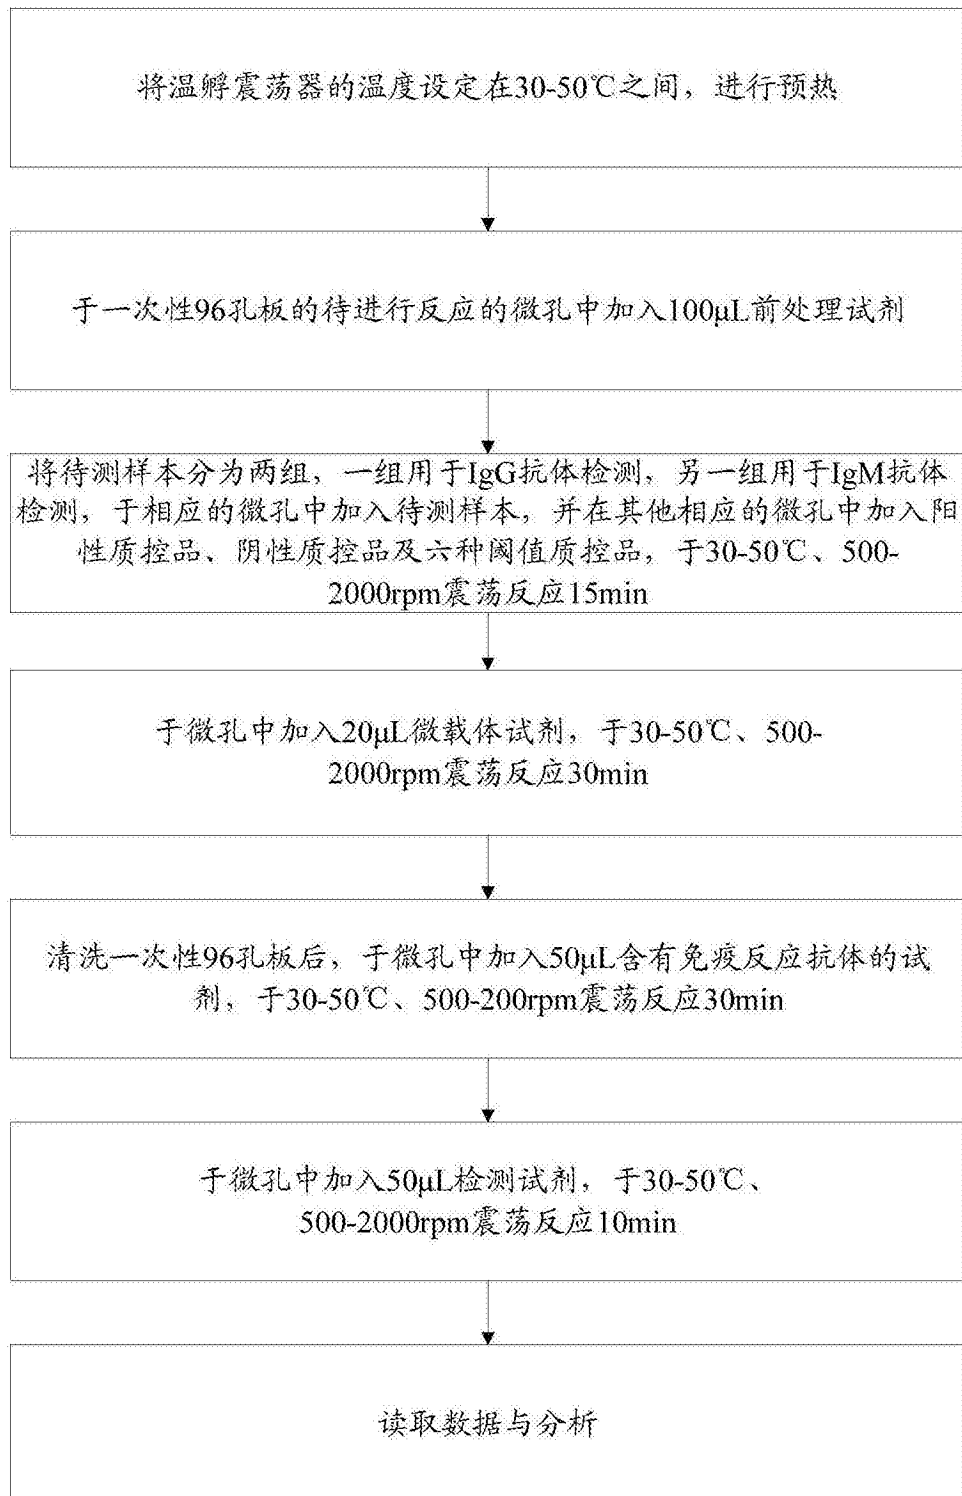 将温孵震荡器的温度设定在30-50℃之间，进行预热
于一次性96孔板的待进行反应的微孔中加入100μL前处理试剂
将待测样本分为两组，一组用于IgG抗体检测，另一组用于IgM抗体
检测，于相应的微孔中加入待测样本，并在其他相应的微孔中加入阳
性质控品、阴性质控品及六种阈值质控品，于30-50℃、500-
2000rpm震荡反应15min
于微孔中加入20μL微载体试剂，于30-50℃、500-
2000rpm震荡反应30min
清洗一次性96孔板后，于微孔中加入50μL含有免疫反应抗体的试
剂，于30-50℃、500-200rpm震荡反应30min
于微孔中加入50μL检测试剂，于30-50℃、
500-2000rpm震荡反应10min
读取数据与分析